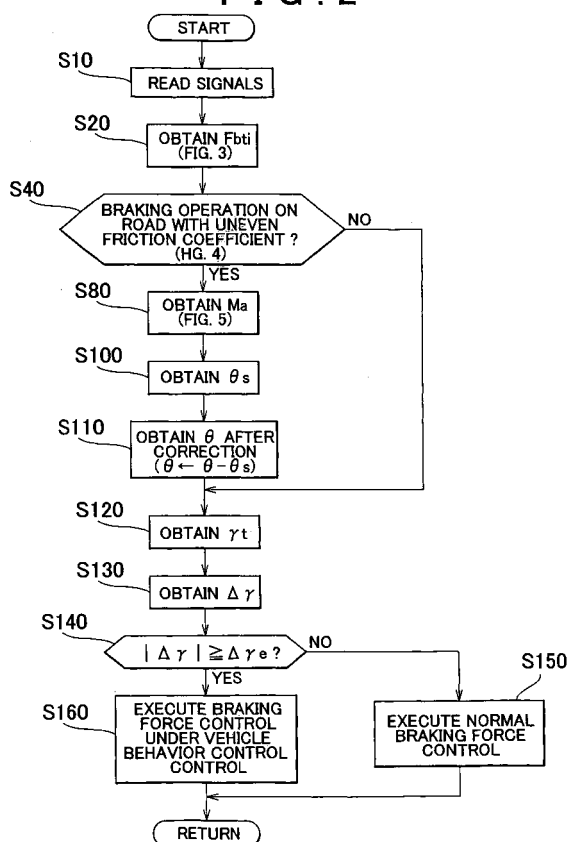 FIG. 2
START
S10
READ SIGNALS
S20
OBTAIN Fbti
(FIG. 3)
S40
BRAKING OPERATION ON
ROAD WITH UNEVEN
FRICTION COEFFICIENT ?
(HG. 4)
NO
YES
S80
OBTAIN Ma
(FIG. 5)
S100
OBTAIN θs
S110
OBTAIN θ AFTER
CORRECTION
(θ ← θ-θs)
S120
OBTAIN γt
S130
OBTAIN Δγ
S140
| Δγ | ≧ Δγe ?
NO
YES
S150
EXECUTE NORMAL
BRAKING FORCE
CONTROL
S160
EXECUTE BRAKING
FORCE CONTROL
UNDER VEHICLE
BEHAVIOR CONTROL
CONTROL
RETURN